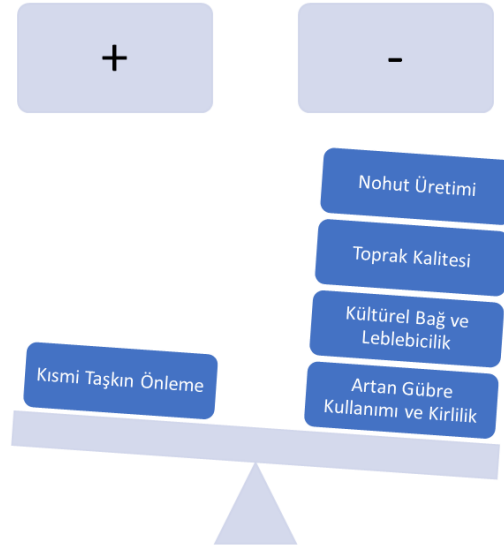 +
-
Nohut Üretimi
Toprak Kalitesi
Kültürel Bağ ve
Leblebicilik
Kısmi Taşkın Önleme
Artan Gübre
Kullanımı ve Kirlilik